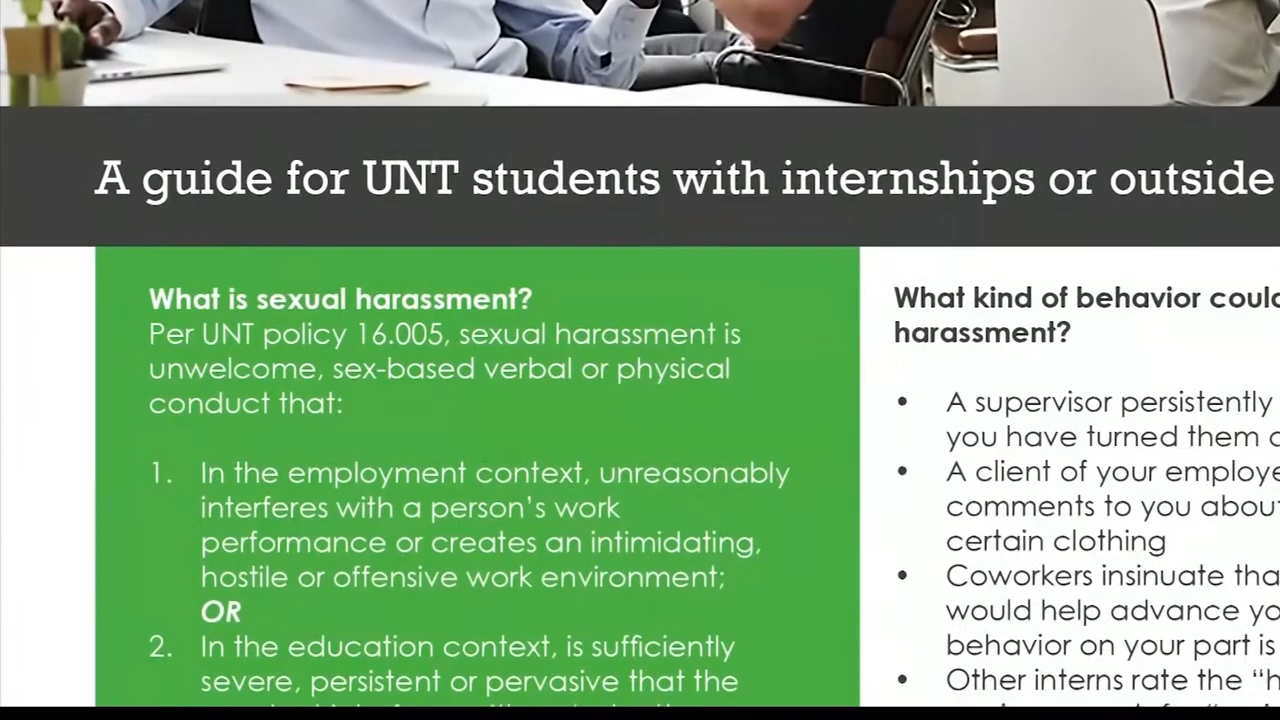 A guide for UNT students with internships or outside
What is sexual harassment?
Per UNT policy 16.005, sexual harassment is
unwelcome, sex-based verbal or physical
conduct that:
1. In the employment context, unreasonably
interferes with a person's work
performance or creates an intimidating,
hostile or offensive work environment;
OR
2. In the education context, is sufficiently
severe, persistent or pervasive that the
What kind of behavior could
harassment?
• A supervisor persistently
you have turned them
• A client of your employe
comments to you about
certain clothing
• Coworkers insinuate tha
would help advance yo
behavior on your part is
• Other interns rate the "h